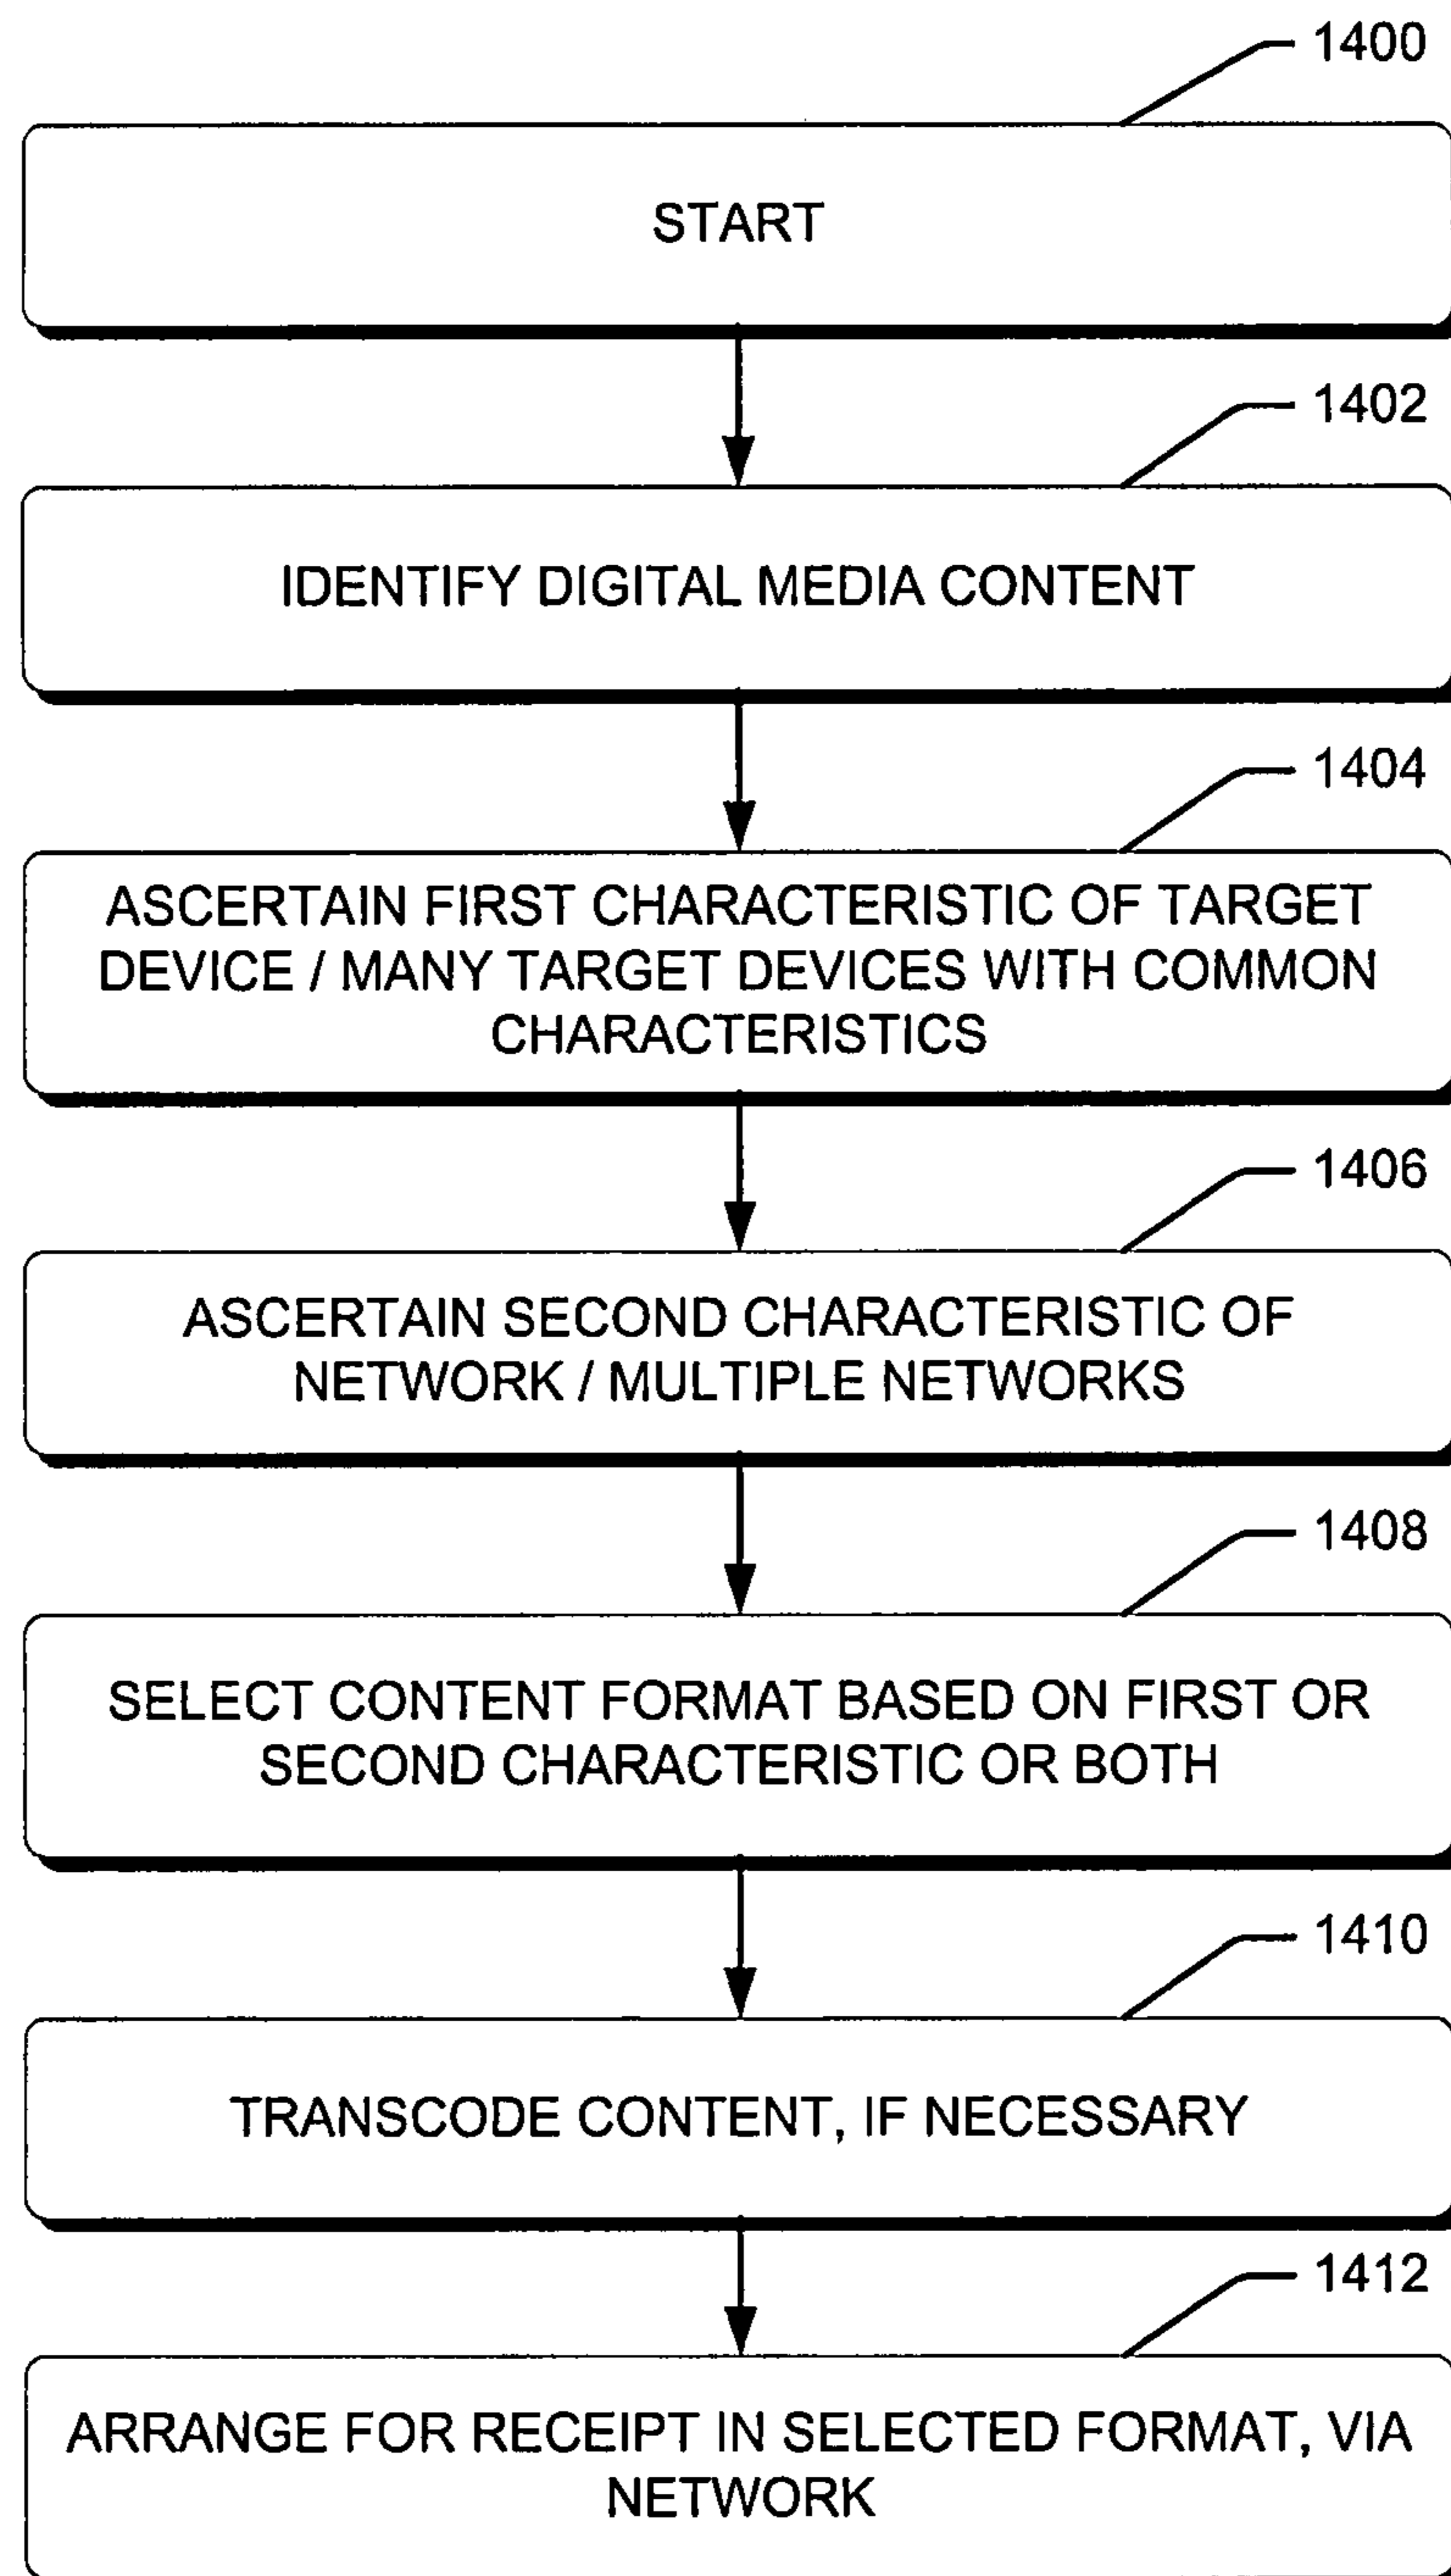 1400
START
1402
IDENTIFY DIGITAL MEDIA CONTENT
1404
ASCERTAIN FIRST CHARACTERISTIC OF TARGET
DEVICE / MANY TARGET DEVICES WITH COMMON
CHARACTERISTICS
1406
ASCERTAIN SECOND CHARACTERISTIC OF
NETWORK / MULTIPLE NETWORKS
1408
SELECT CONTENT FORMAT BASED ON FIRST OR
SECOND CHARACTERISTIC OR BOTH
1410
TRANSCODE CONTENT, IF NECESSARY
1412
ARRANGE FOR RECEIPT IN SELECTED FORMAT, VIA
NETWORK